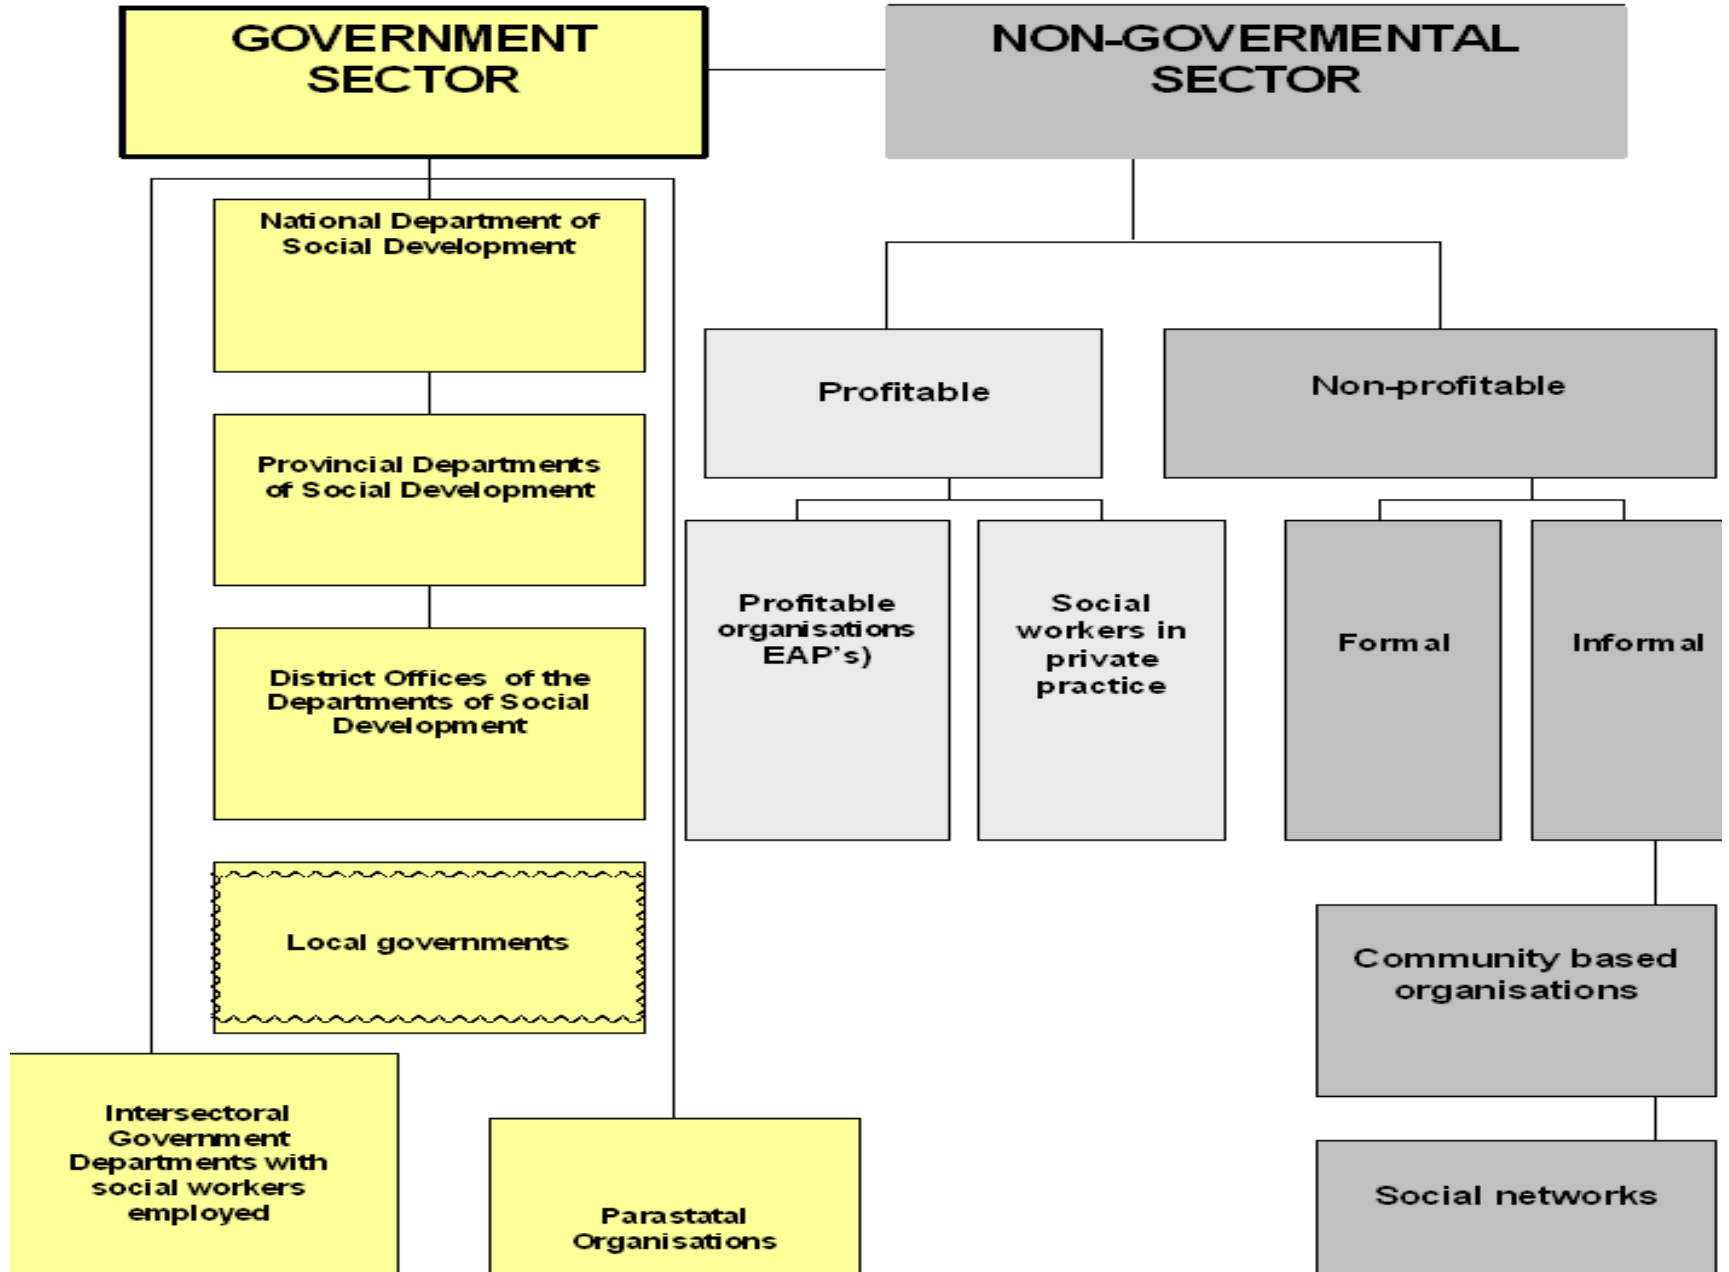 GOVERNMENT
SECTOR
NON-GOVERMENTAL
SECTOR
National Department of
Social Development
Provincial Departments
of Social Development
District Offices of the
Departments of Social
Development
Local governments
Intersectoral
Government
Departments with
social workers
employed
Parastatal
Organisations
Profitable
Non-profitable
Profitable
organisations
EAP's)
Social
workers in
private
practice
Formal
Informal
Community based
organisations
Social networks